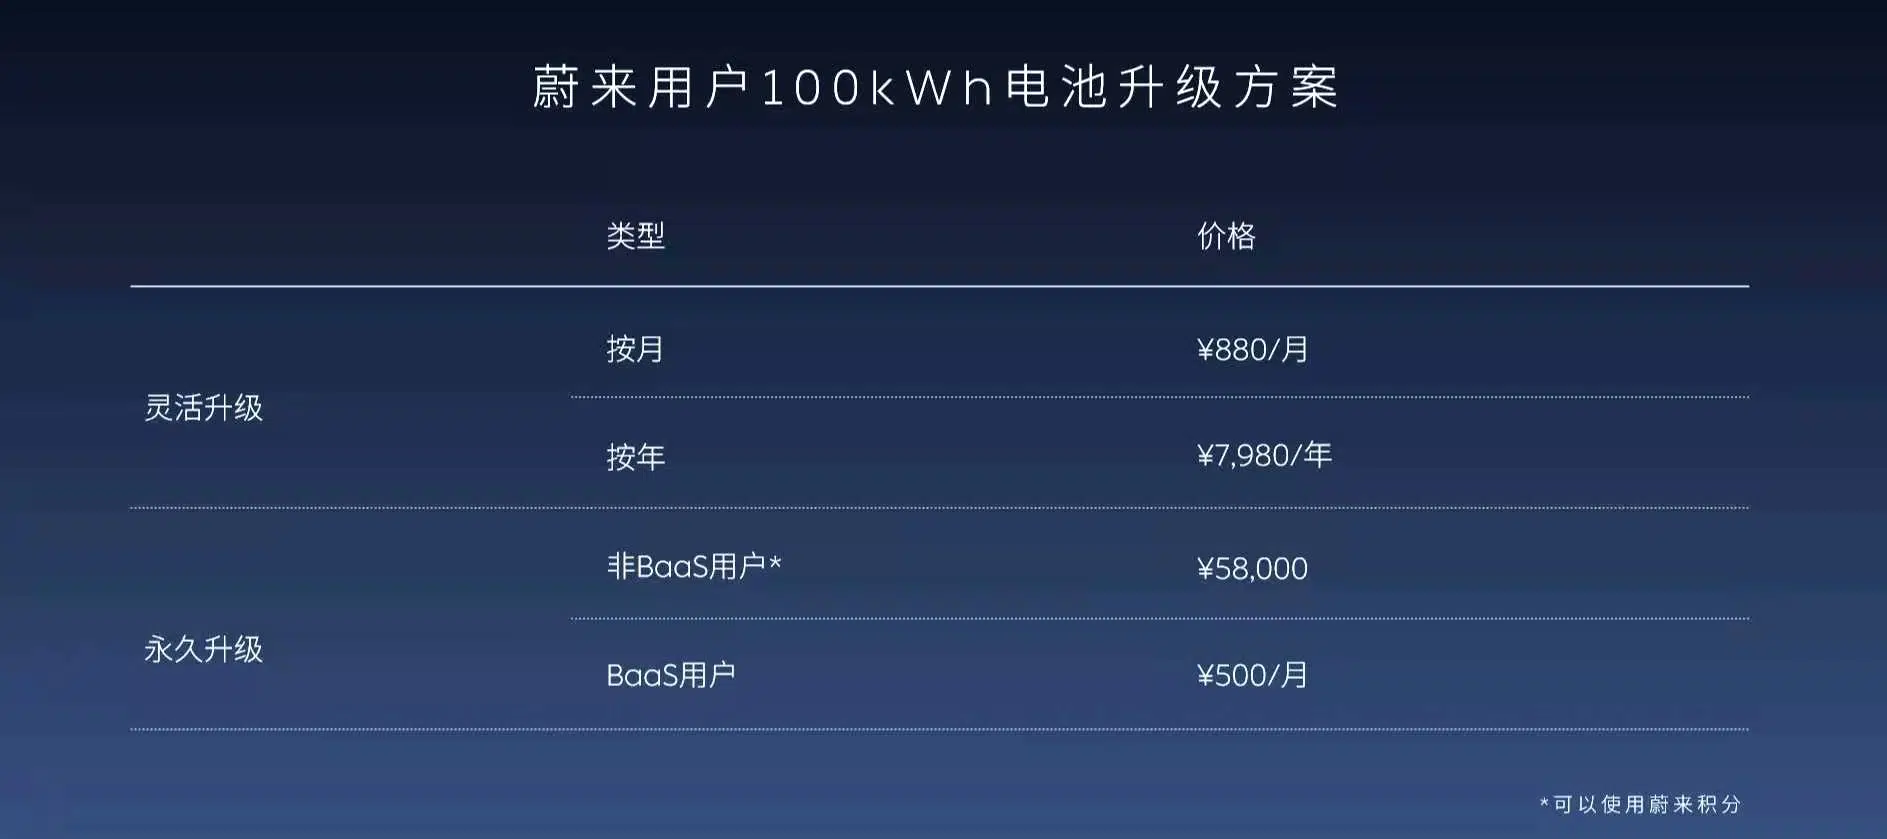 蔚来用户100kWh电池升级方案
类型 价格
灵活升级
按月 ¥880/月
按年 ¥7,980/年
永久升级
非BaaS用户* ¥58,000
BaaS用户 ¥500/月
*可以使用蔚来积分